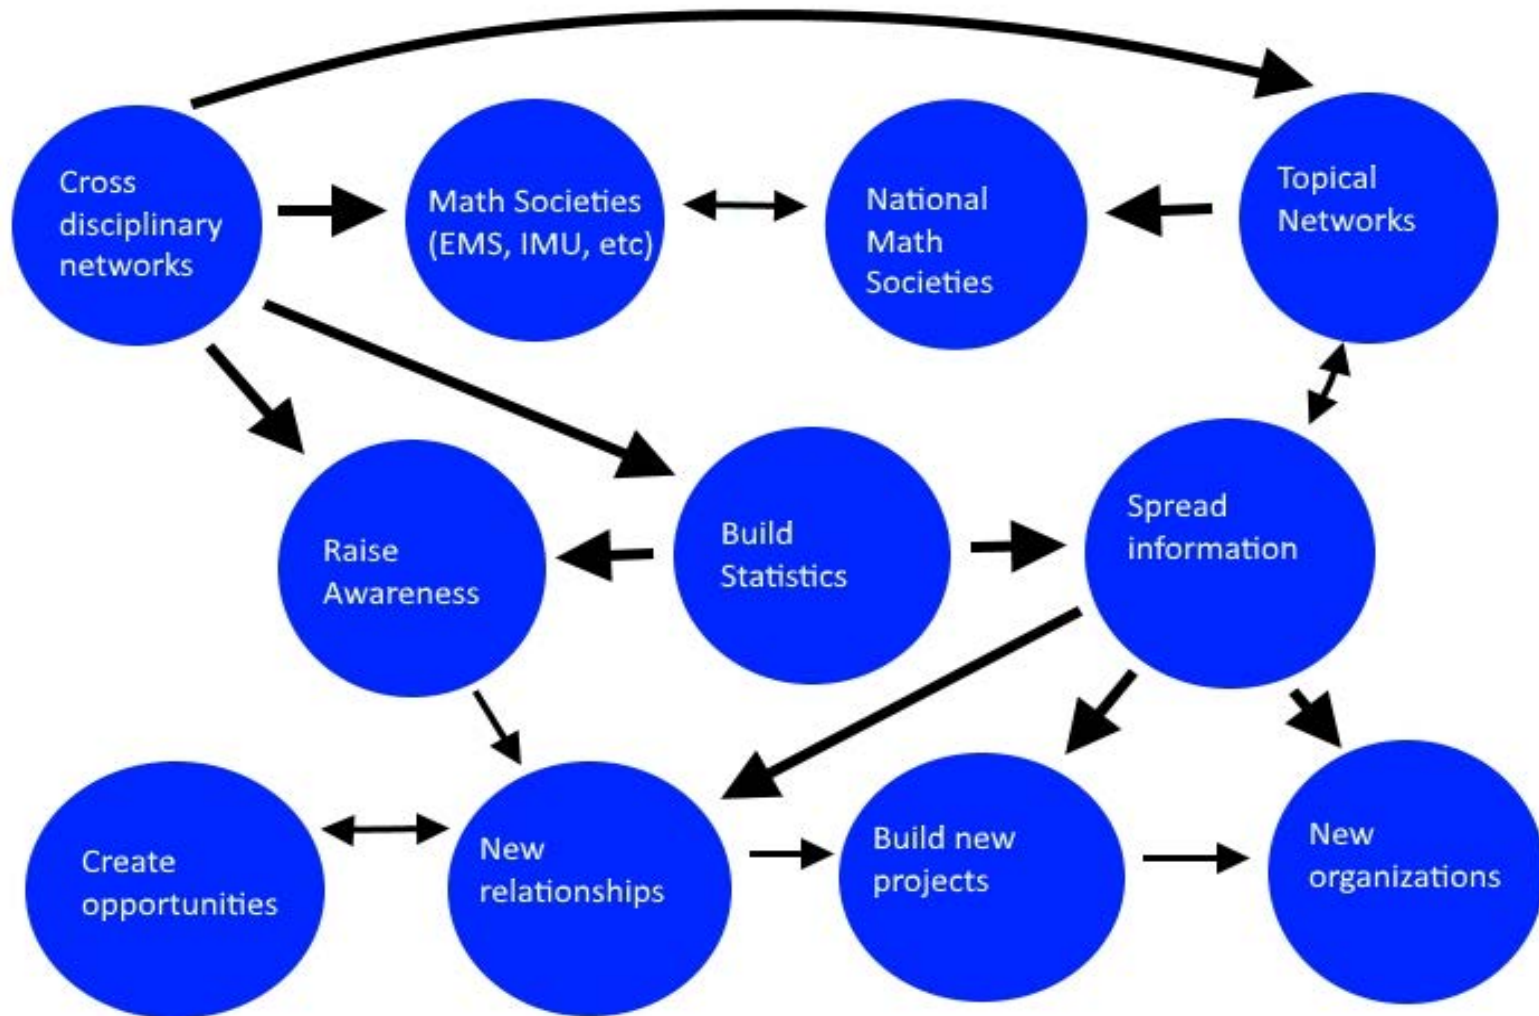 Cross
disciplinary
networks
Math Societies
(EMS, IMU, etc)
National
Math
Societies
Topical
Networks
Raise
Awareness
Build
Statistics
Spread
information
Create
opportunities
New
relationships
Build new
projects
New
organizations